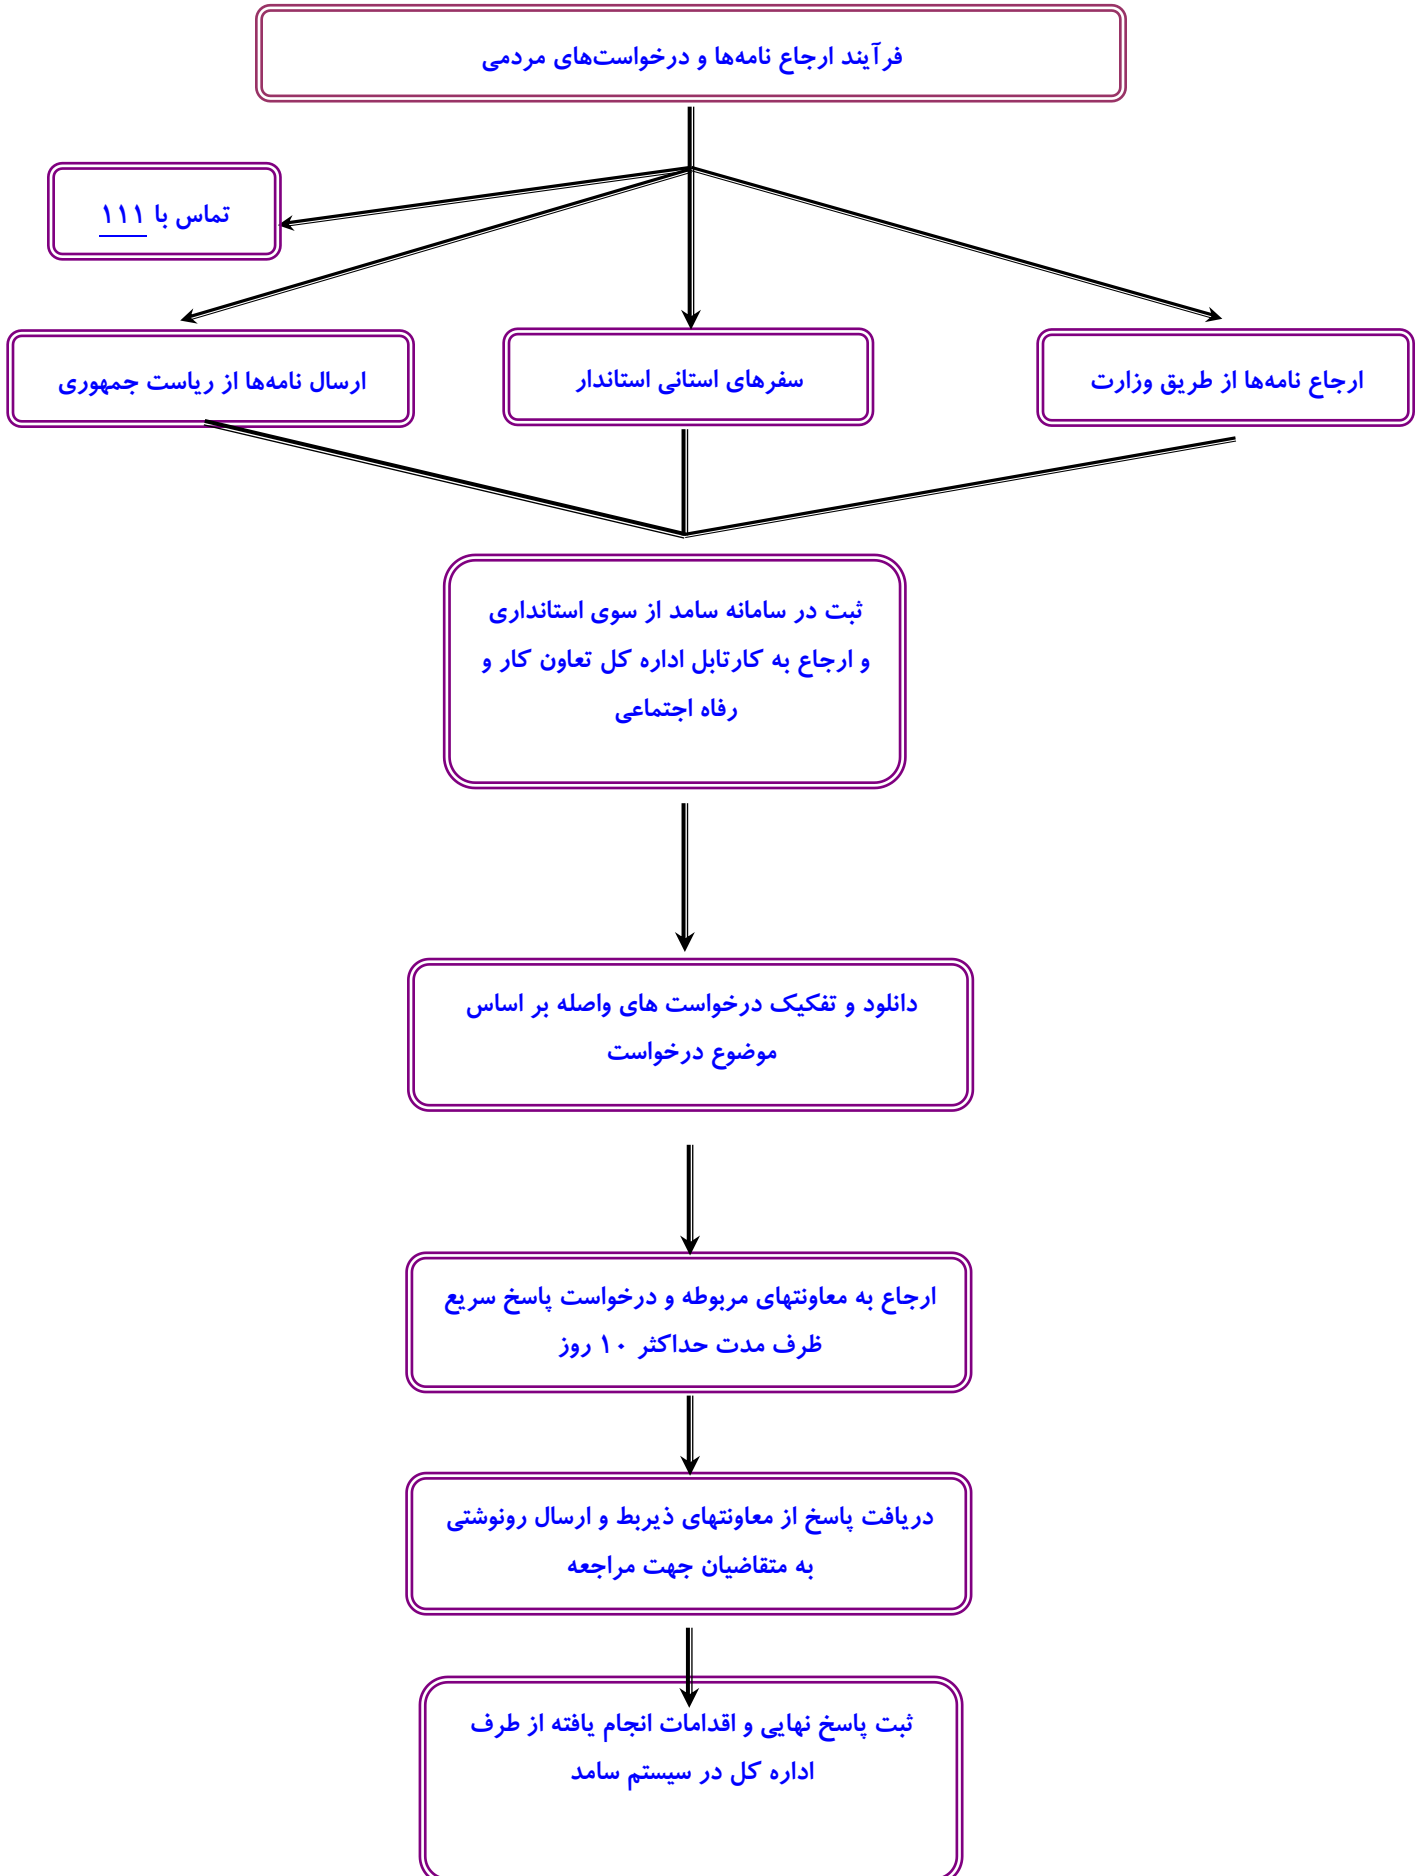 فرآیند ارجاع نامه‌ها و درخواست‌های مردمی
تماس با ۱۱۱
ارجاع نامه‌ها از طریق وزارت
سفرهای استانی استاندار
ارسال نامه‌ها از ریاست جمهوری
ثبت در سامانه سامد از سوی استانداری
و ارجاع به کارتابل اداره کل تعاون کار و
رفاه اجتماعی
دانلود و تفکیک درخواست های واصله بر اساس
موضوع درخواست
ارجاع به معاونتهای مربوطه و درخواست پاسخ سریع
ظرف مدت حداکثر ۱۰ روز
دریافت پاسخ از معاونتهای ذیربط و ارسال رونوشتی
به متقاضیان جهت مراجعه
ثبت پاسخ نهایی و اقدامات انجام یافته از طرف
اداره کل در سیستم سامد